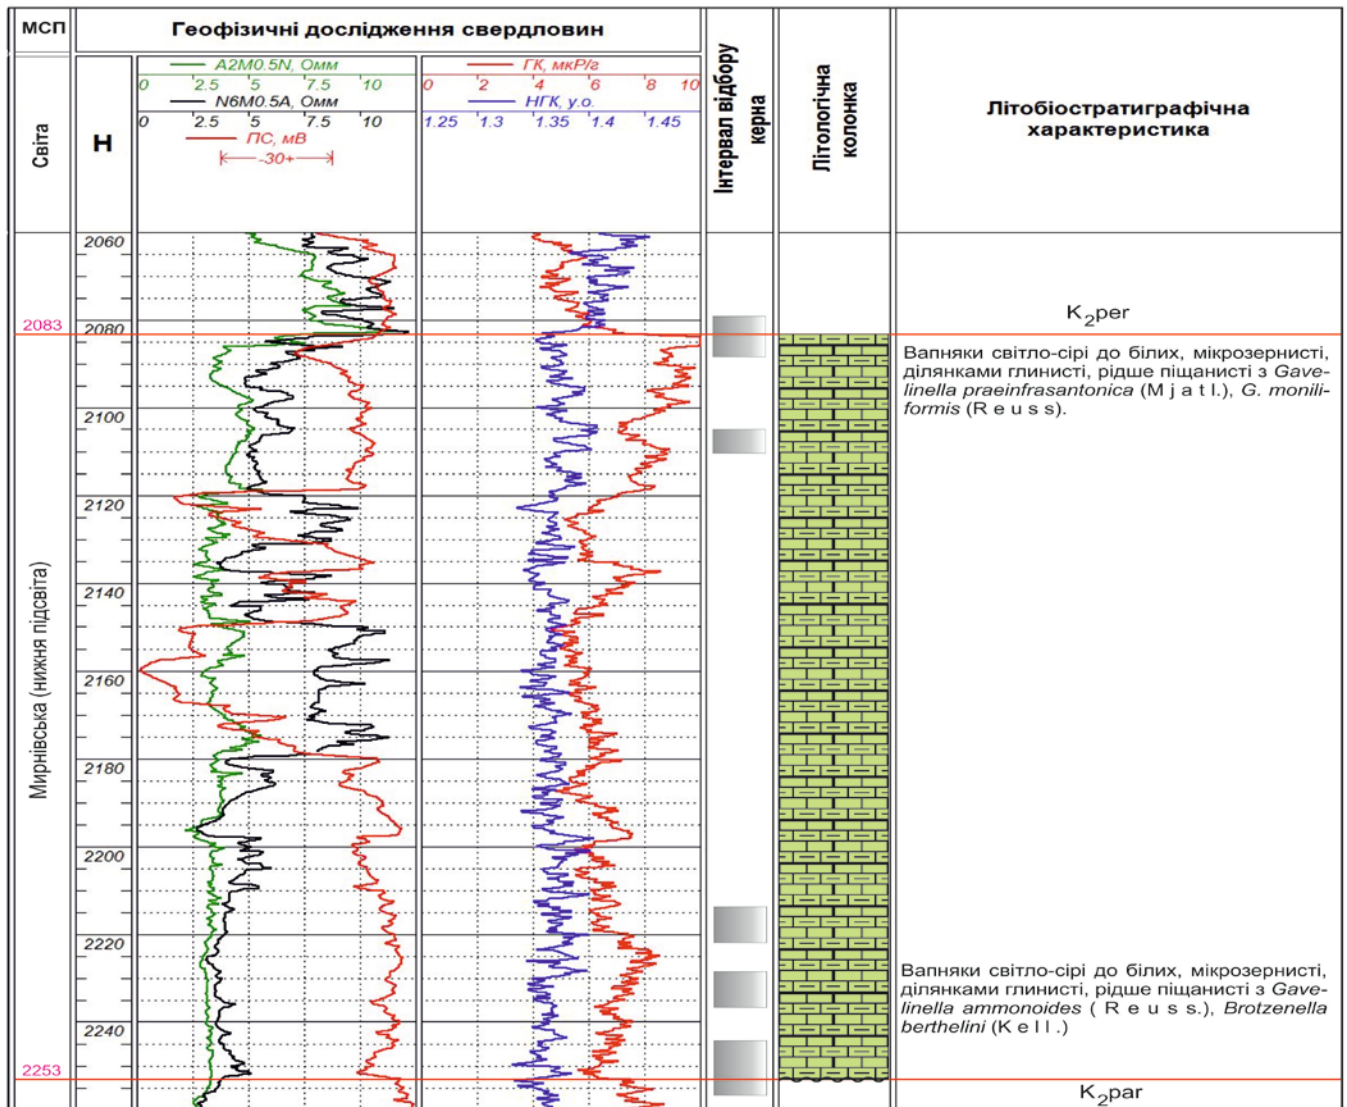 МСП
Геофізичні дослідження свердловин
Світа
Н
A2M0.5N, Омм
0 2.5 5 7.5 10
N6M0.5A, Омм
0 2.5 5 7.5 10
ПС, мВ
-30+
ГК, мкР/г
0 2 4 6 8 10
НГК, у.о.
1.25 1.3 1.35 1.4 1.45
Інтервал відбору
керна
Літологічна
колонка
Літобіостратиграфічна
характеристика
2060
K2per
2083
2080
Вапняки світло-сірі до білих, мікрозернисті,
ділянками глинисті, рідше піщанисті з Gave-
linella praeinfrasantonica (M j a t l.), G. monili-
formis (R e u s s).
2100
2120
2140
Мирнівська (нижня підсвіта)
2160
2180
2200
2220
Вапняки світло-сірі до білих, мікрозернисті,
ділянками глинисті, рідше піщанисті з Gave-
linella ammonoides ( R e u s s.), Brotzenella
berthelini (K e l l .)
2240
2253
K2par